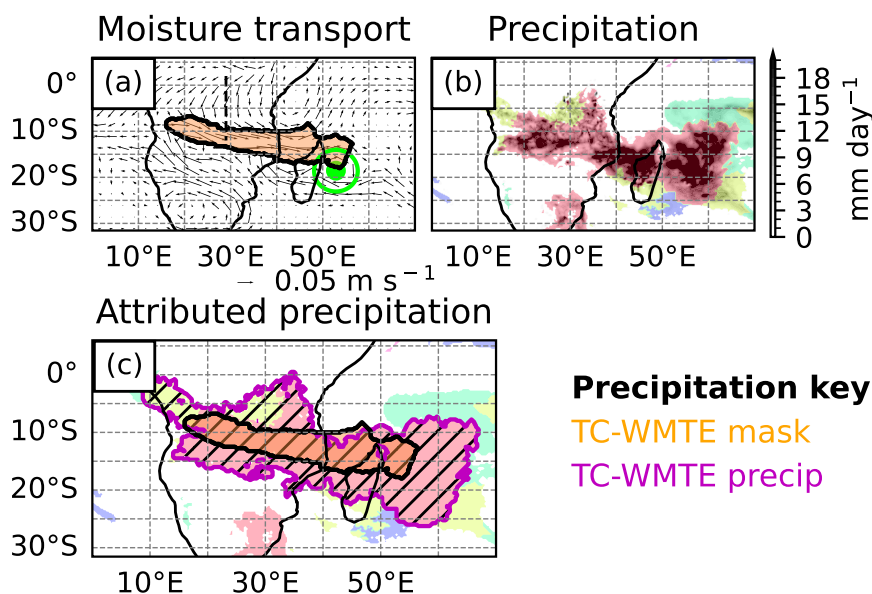 Moisture transport
Precipitation
(a)
(b)
0°
10°S
20°S
30°S
10°E 30°E 50°E
10°E 30°E 50°E
→ 0.05 m s⁻¹
18
15
12
9
6
3
0
mm day⁻¹
Attributed precipitation
(c)
0°
10°S
20°S
30°S
10°E 30°E 50°E
Precipitation key
TC-WMTE mask
TC-WMTE precip